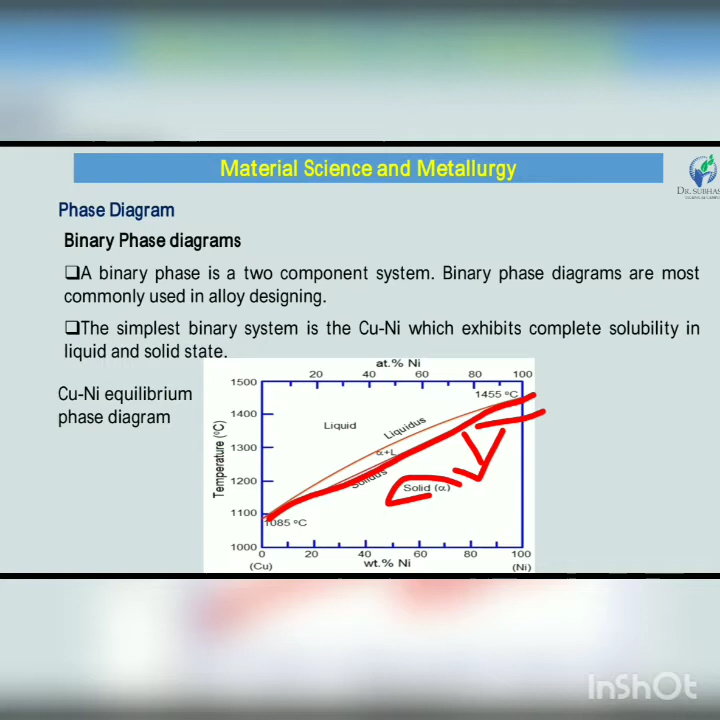 Material Science and Metallurgy
DR. SUBHAS
Phase Diagram
Binary Phase diagrams
❑A binary phase is a two component system. Binary phase diagrams are most
commonly used in alloy designing.
❑The simplest binary system is the Cu-Ni which exhibits complete solubility in
liquid and solid state.
Cu-Ni equilibrium
phase diagram
at.% Ni
20 40 60 80 100
1500
1400
1300
1200
1100
1000
Temperature (°C)
1455 °C
Liquid
Liquidus
α+L
Solidus
Solid (α)
1085 °C
0 20 40 60 80 100
(Cu) wt.% Ni (Ni)
InShOt